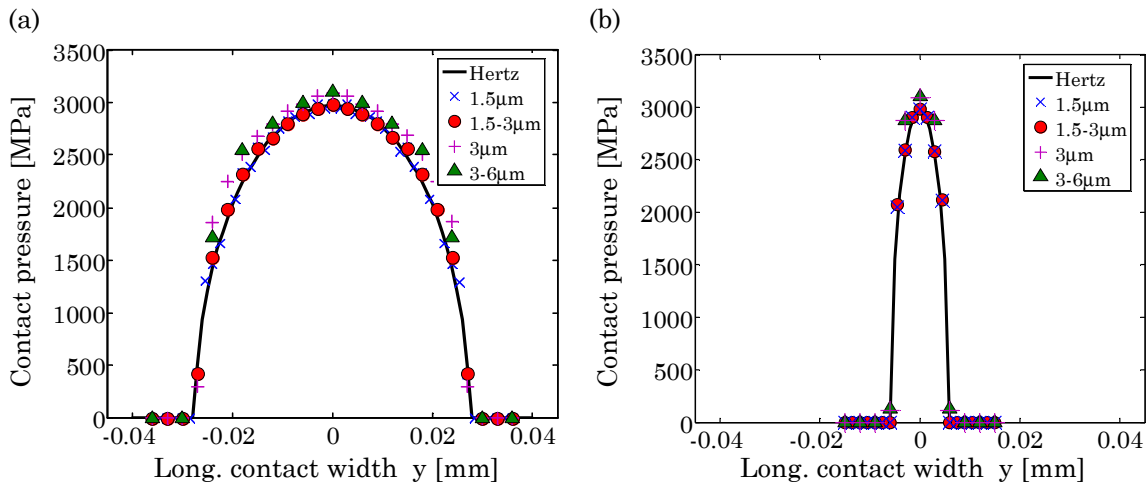 (a)
3500
3000
2500
2000
1500
1000
500
0
-0.04
-0.02
0
0.02
0.04
Contact pressure [MPa]
Long. contact width y [mm]
Hertz
1.5μm
1.5-3μm
3μm
3-6μm
(b)
3500
3000
2500
2000
1500
1000
500
0
-0.04
-0.02
0
0.02
0.04
Contact pressure [MPa]
Long. contact width y [mm]
Hertz
1.5μm
1.5-3μm
3μm
3-6μm